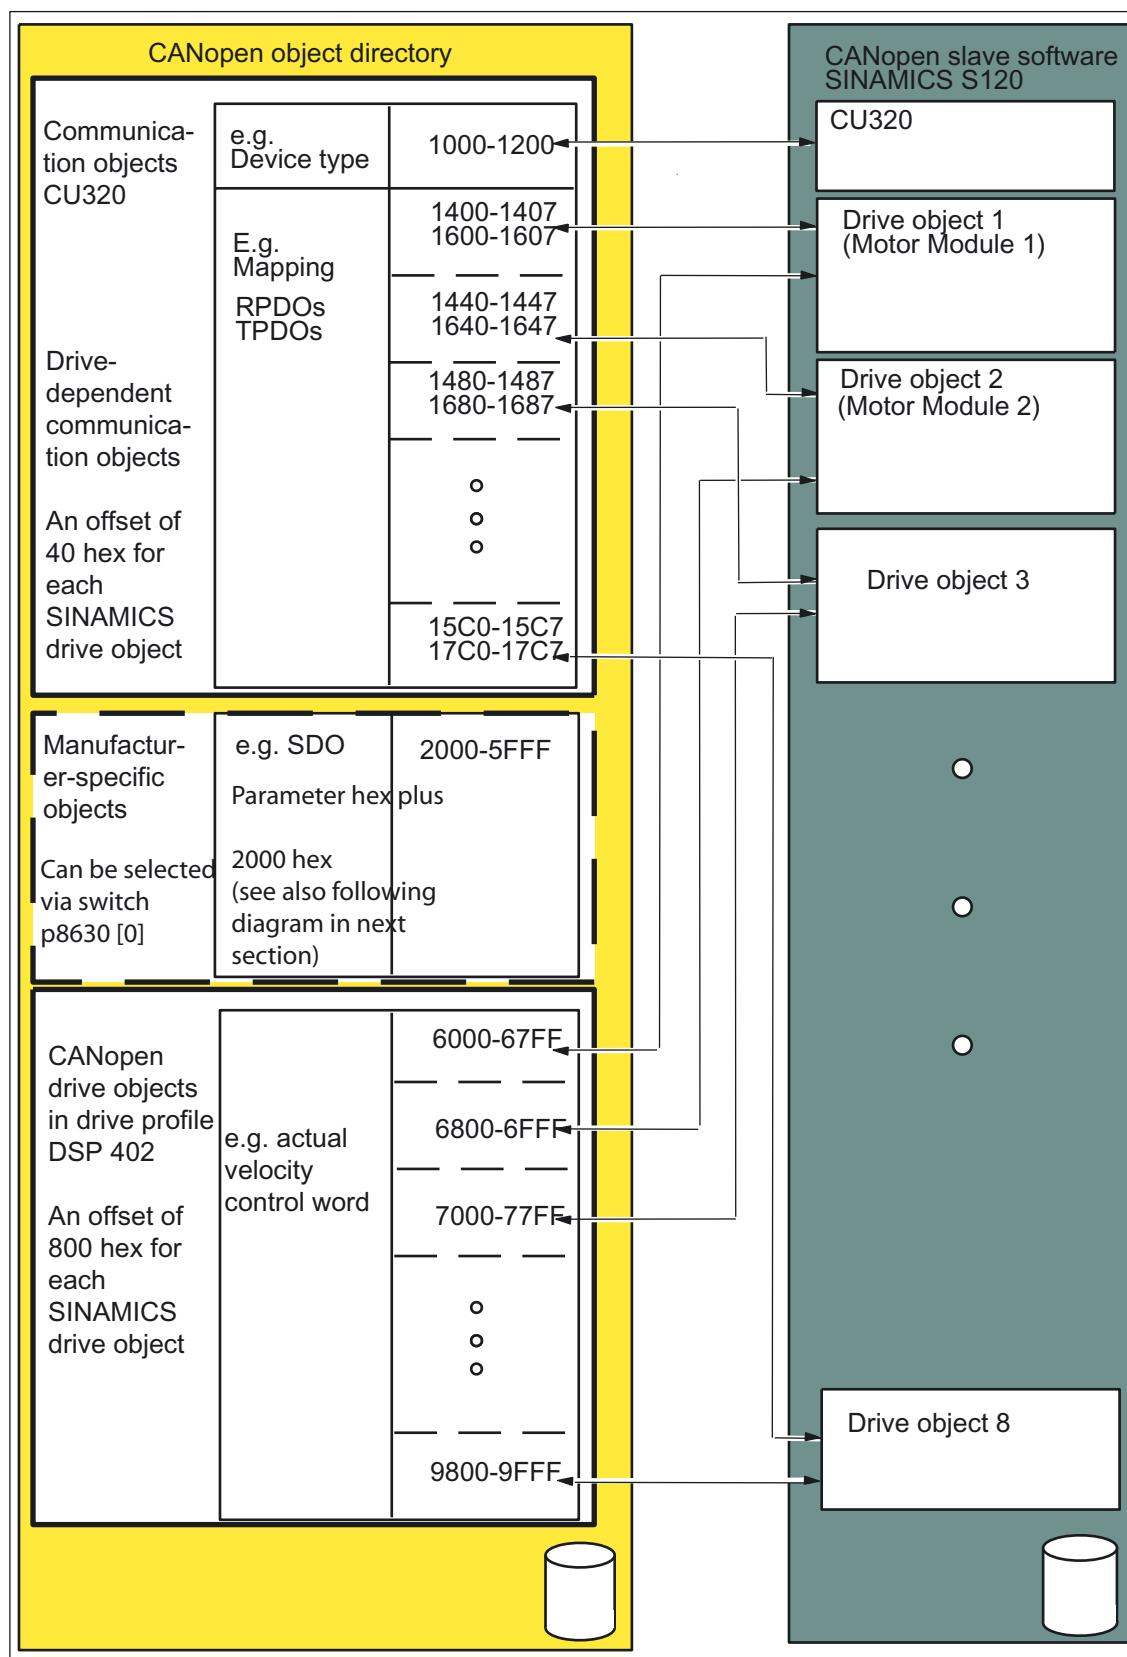 CANopen object directory
Communica-
tion objects
CU320
e.g.
Device type
1000-1200
E.g.
Mapping
RPDOs
TPDOs
1400-1407
1600-1607
1440-1447
1640-1647
1480-1487
1680-1687
15C0-15C7
17C0-17C7
Drive-
dependent
communica-
tion objects
An offset of
40 hex for
each
SINAMICS
drive object
Manufactur-
er-specific
objects
Can be selected
via switch
p8630 [0]
e.g. SDO
2000-5FFF
Parameter hex plus
2000 hex
(see also following
diagram in next
section)
CANopen
drive objects
in drive profile
DSP 402
An offset of
800 hex for
each
SINAMICS
drive object
e.g. actual
velocity
control word
6000-67FF
6800-6FFF
7000-77FF
9800-9FFF
CANopen slave software
SINAMICS S120
CU320
Drive object 1
(Motor Module 1)
Drive object 2
(Motor Module 2)
Drive object 3
Drive object 8